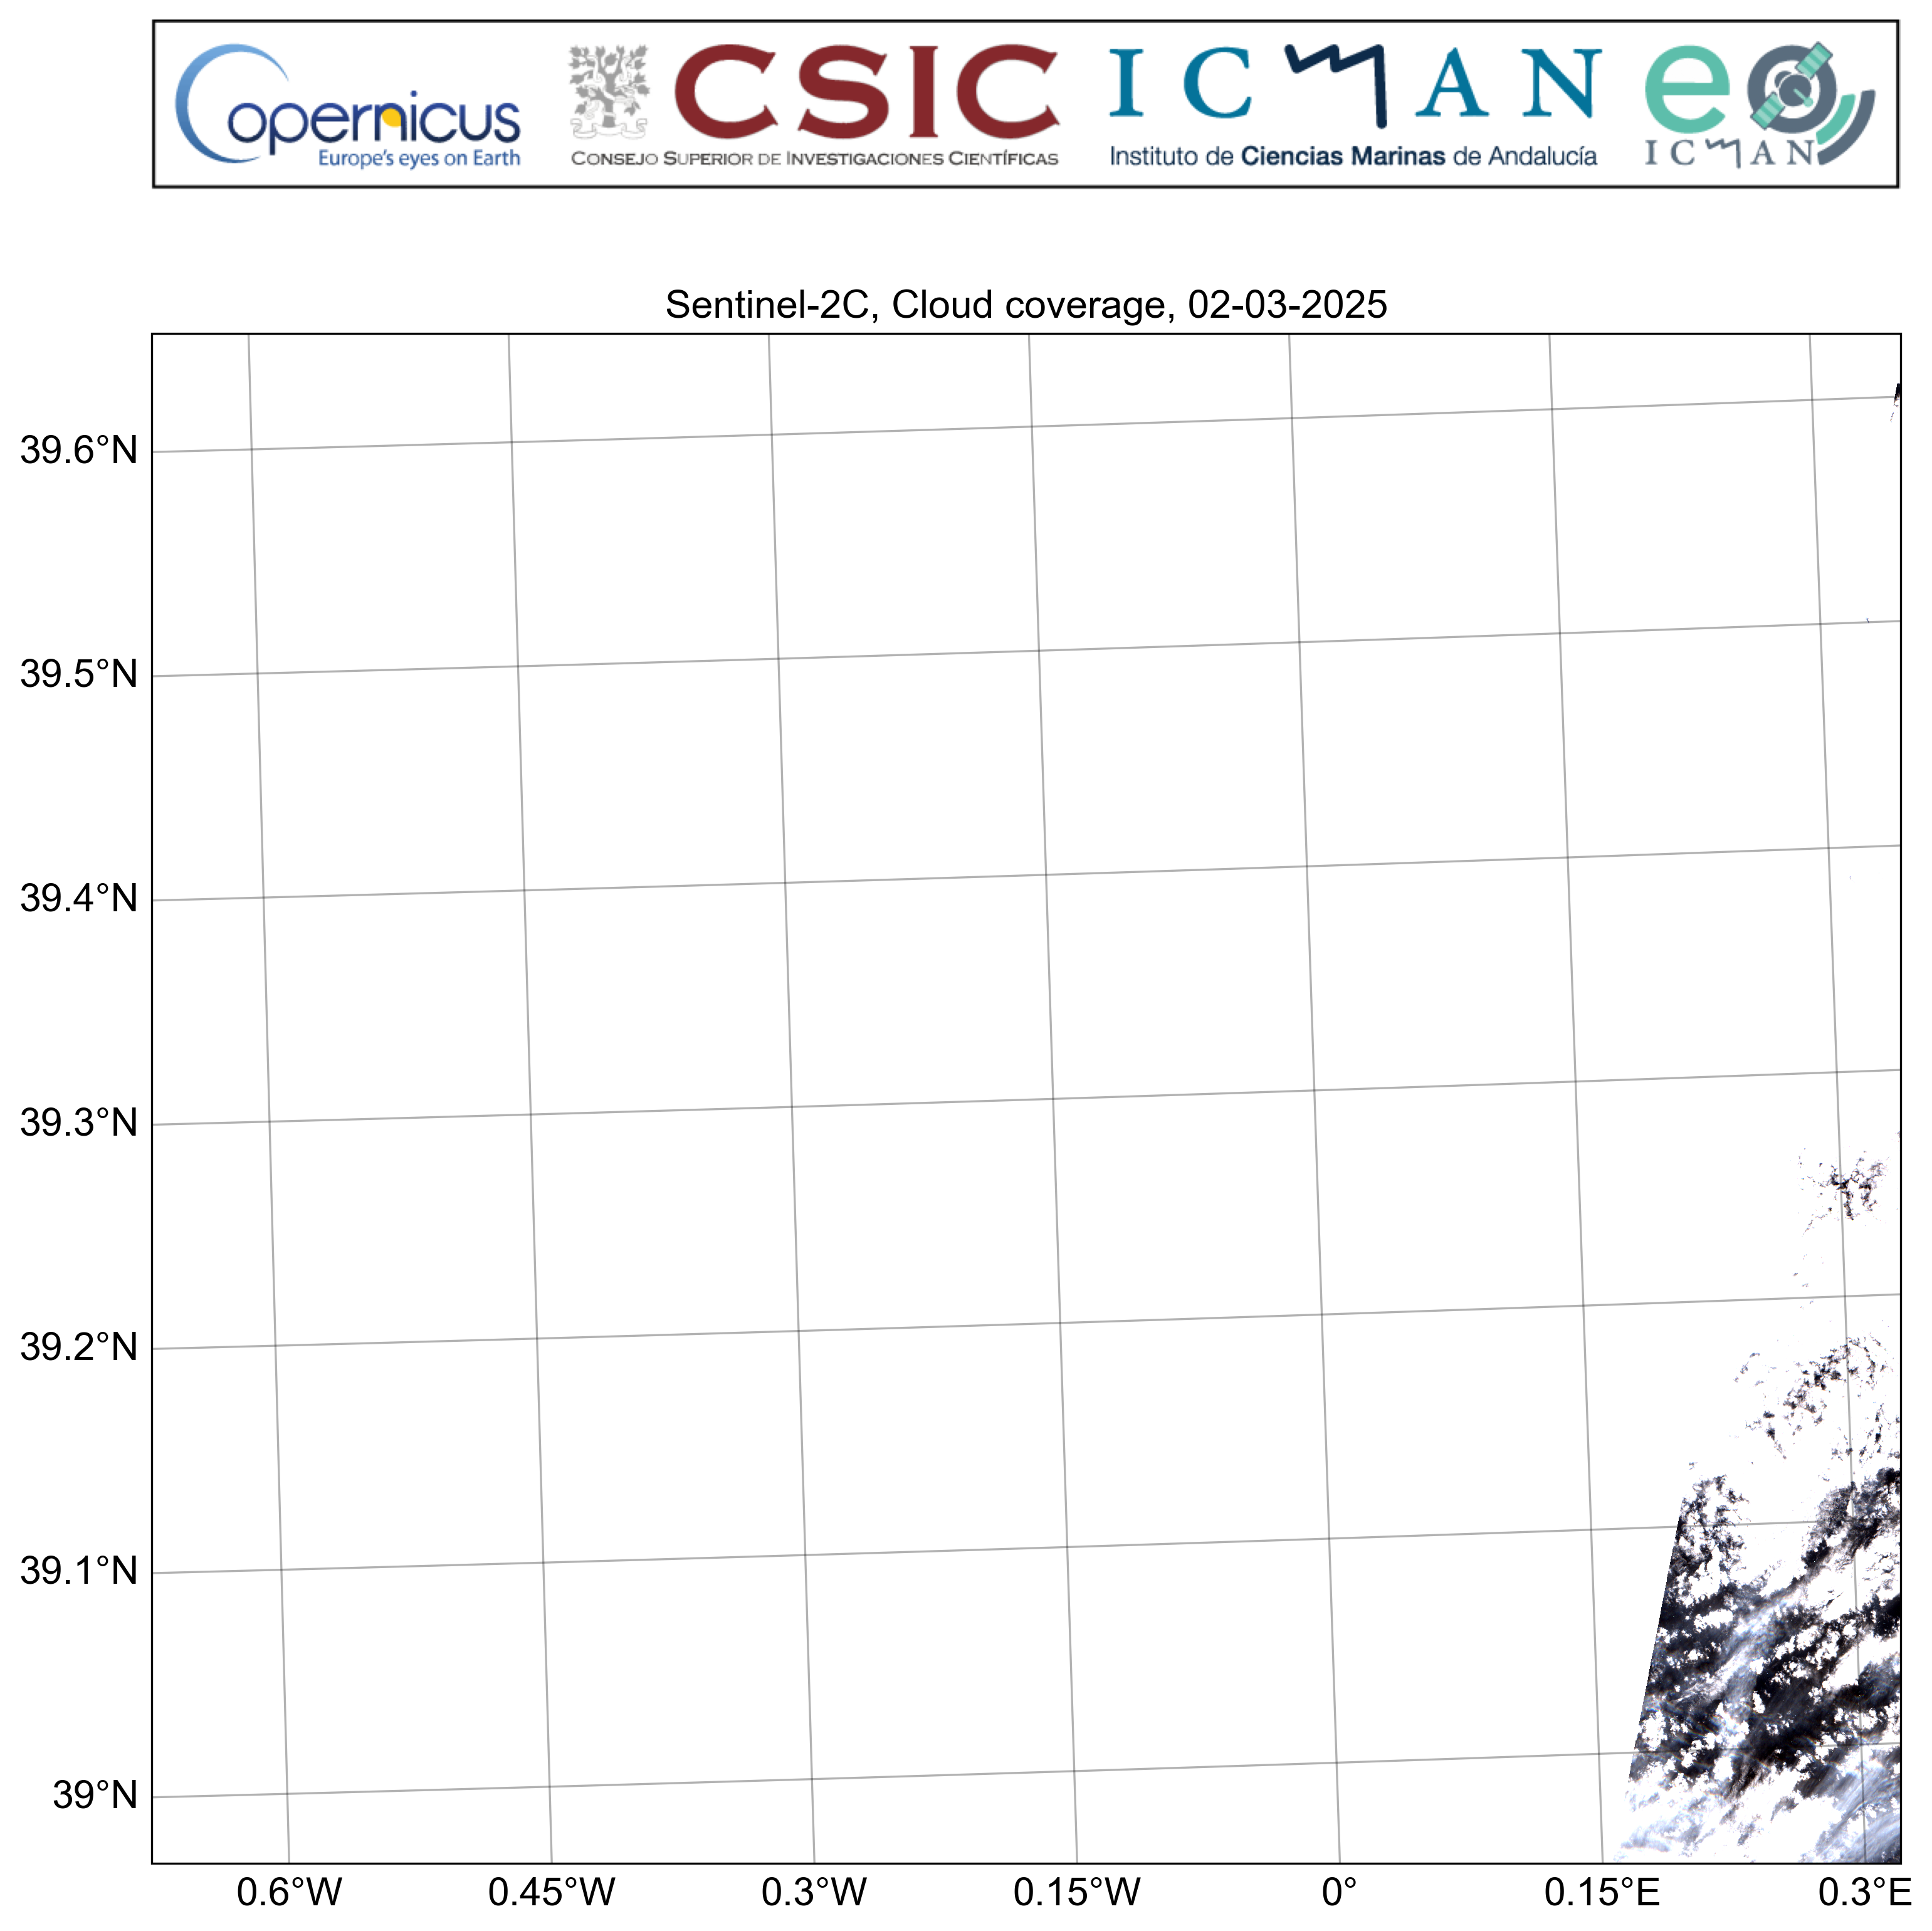 Copernicus
Europe's eyes on Earth
CSIC
CONSEJO SUPERIOR DE INVESTIGACIONES CIENTÍFICAS
ICMAN
Instituto de Ciencias Marinas de Andalucía
eo
ICMAN
Sentinel-2C, Cloud coverage, 02-03-2025
39.6°N
39.5°N
39.4°N
39.3°N
39.2°N
39.1°N
39°N
0.6°W 0.45°W 0.3°W 0.15°W 0° 0.15°E 0.3°E